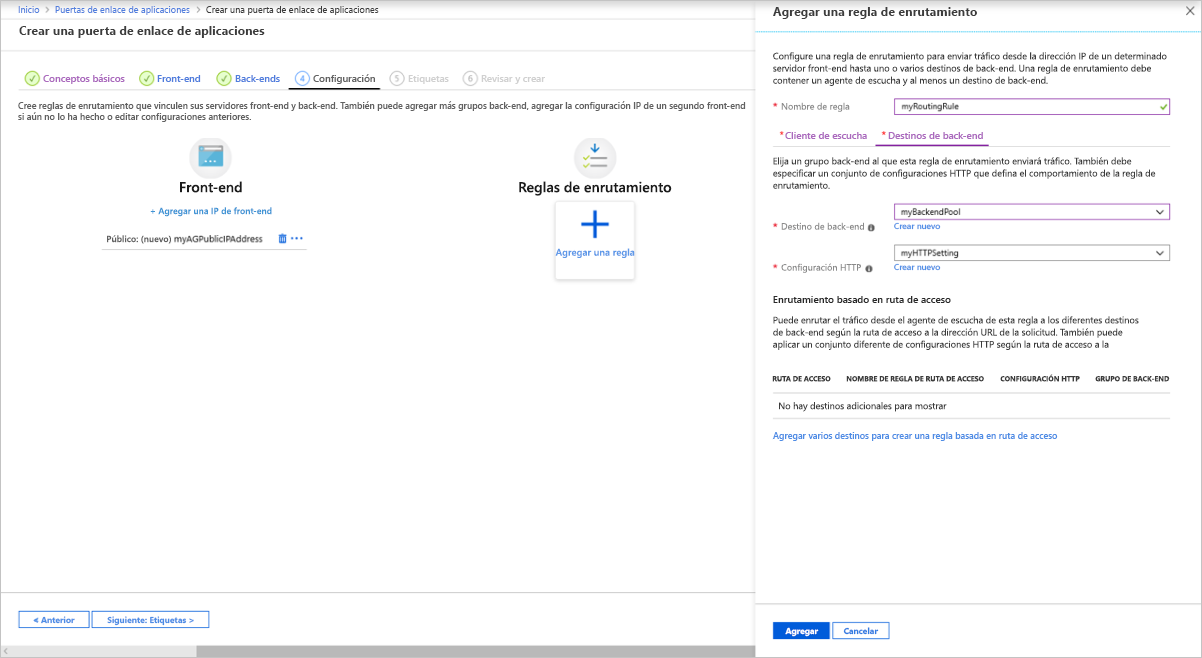 Inicio > Puertas de enlace de aplicaciones > Crear una puerta de enlace de aplicaciones
Crear una puerta de enlace de aplicaciones
Conceptos básicos
Front-end
Back-ends
4 Configuración
5 Etiquetas
6 Revisar y crear
Cree reglas de enrutamiento que vinculen sus servidores front-end y back-end. También puede agregar más grupos back-end, agregar la configuración IP de un segundo front-end
si aún no lo ha hecho o editar configuraciones anteriores.
Front-end
+ Agregar una IP de front-end
Público: (nuevo) myAGPublicIPAddress
Reglas de enrutamiento
Agregar una regla
< Anterior
Siguiente: Etiquetas >
Agregar una regla de enrutamiento
Configure una regla de enrutamiento para enviar tráfico desde la dirección IP de un determinado
servidor front-end hasta uno o varios destinos de back-end. Una regla de enrutamiento debe
contener un agente de escucha y al menos un destino de back-end.
* Nombre de regla
myRoutingRule
* Cliente de escucha
* Destinos de back-end
Elija un grupo back-end al que esta regla de enrutamiento enviará tráfico. También debe
especificar un conjunto de configuraciones HTTP que defina el comportamiento de la regla de
enrutamiento.
* Destino de back-end
myBackendPool
Crear nuevo
* Configuración HTTP
myHTTPSetting
Crear nuevo
Enrutamiento basado en ruta de acceso
Puede enrutar el tráfico desde el agente de escucha de esta regla a los diferentes destinos
de back-end según la ruta de acceso a la dirección URL de la solicitud. También puede
aplicar un conjunto diferente de configuraciones HTTP según la ruta de acceso a la
RUTA DE ACCESO NOMBRE DE REGLA DE RUTA DE ACCESO CONFIGURACIÓN HTTP GRUPO DE BACK-END
No hay destinos adicionales para mostrar
Agregar varios destinos para crear una regla basada en ruta de acceso
Agregar
Cancelar